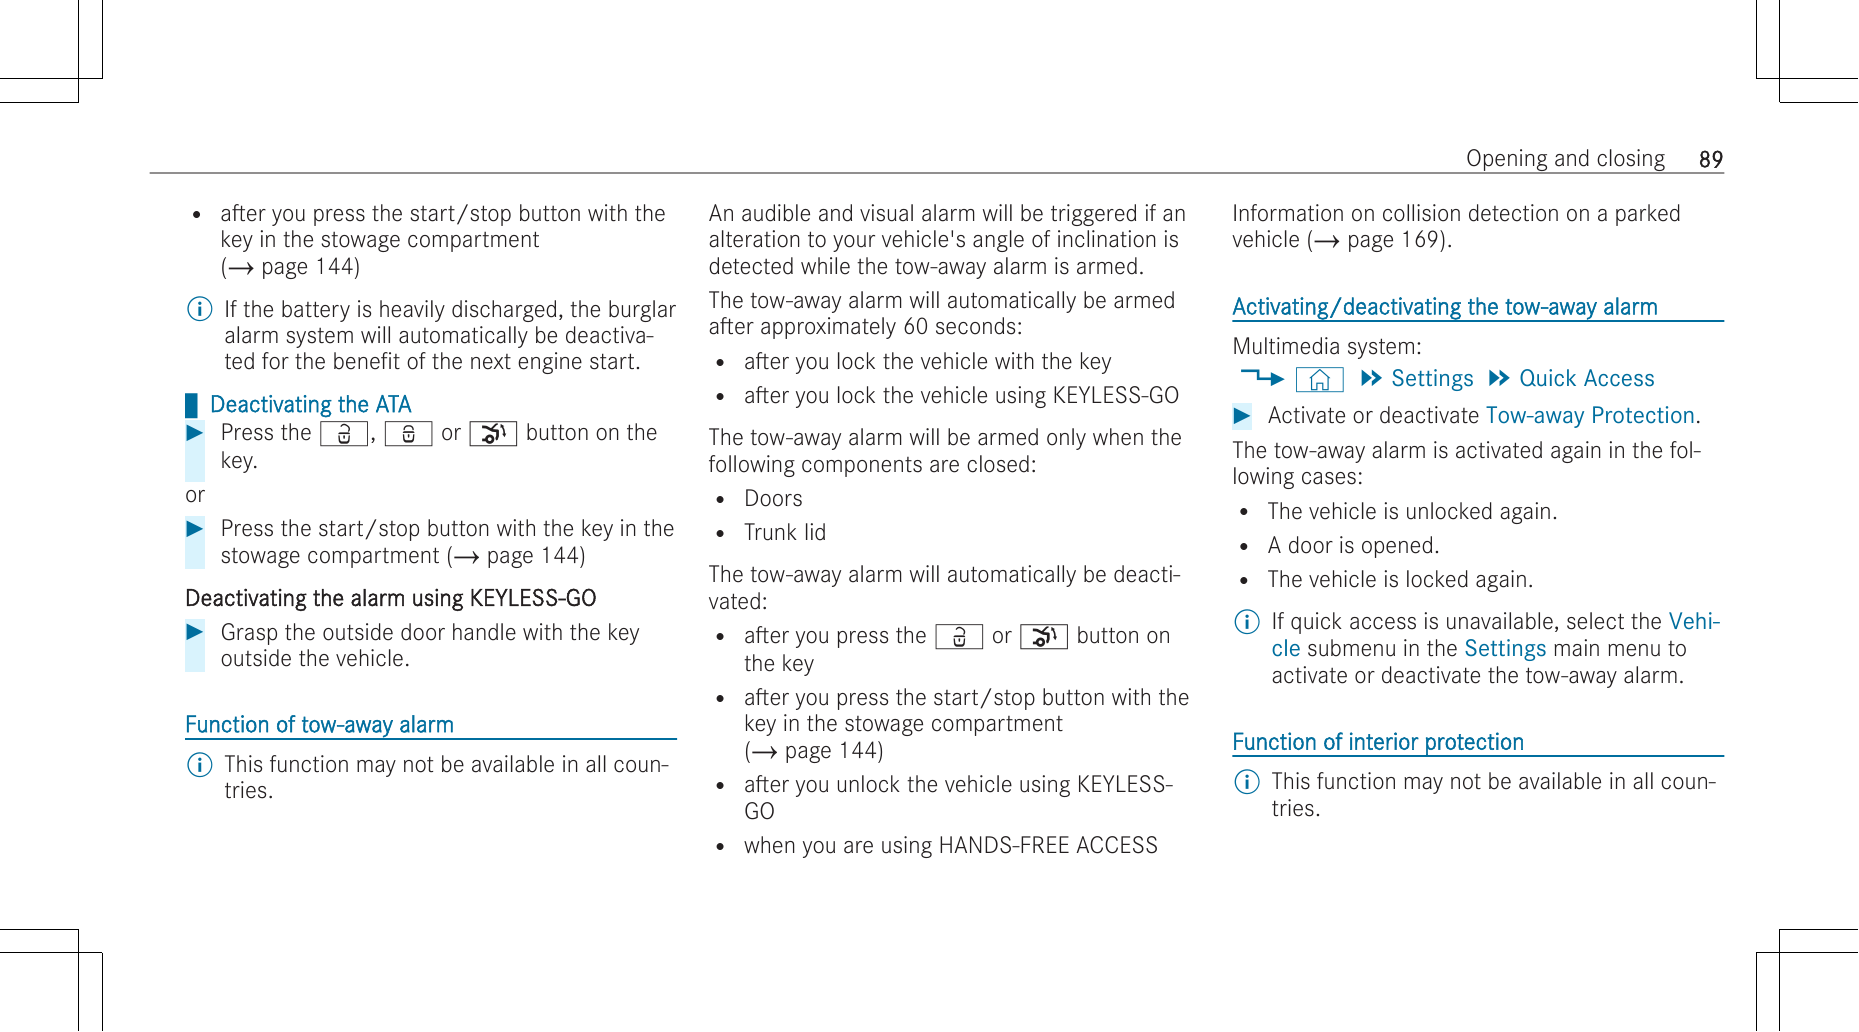 Opening and closing 89
• after you press the start/stop button with the
key in the stowage compartment
(→ page 144)
i If the battery is heavily discharged, the burglar
alarm system will automatically be deactiva-
ted for the benefit of the next engine start.
Deactivating the ATA
▶ Press the , or button on the
key.
or
▶ Press the start/stop button with the key in the
stowage compartment (→ page 144)
Deactivating the alarm using KEYLESS-GO
▶ Grasp the outside door handle with the key
outside the vehicle.
Function of tow-away alarm
i This function may not be available in all coun-
tries.
An audible and visual alarm will be triggered if an
alteration to your vehicle's angle of inclination is
detected while the tow-away alarm is armed.
The tow-away alarm will automatically be armed
after approximately 60 seconds:
• after you lock the vehicle with the key
• after you lock the vehicle using KEYLESS-GO
The tow-away alarm will be armed only when the
following components are closed:
• Doors
• Trunk lid
The tow-away alarm will automatically be deacti-
vated:
• after you press the or button on
the key
• after you press the start/stop button with the
key in the stowage compartment
(→ page 144)
• after you unlock the vehicle using KEYLESS-
GO
• when you are using HANDS-FREE ACCESS
Information on collision detection on a parked
vehicle (→ page 169).
Activating/deactivating the tow-away alarm
Multimedia system:
Settings Quick Access
▶ Activate or deactivate Tow-away Protection.
The tow-away alarm is activated again in the fol-
lowing cases:
• The vehicle is unlocked again.
• A door is opened.
• The vehicle is locked again.
i If quick access is unavailable, select the Vehi-
cle submenu in the Settings main menu to
activate or deactivate the tow-away alarm.
Function of interior protection
i This function may not be available in all coun-
tries.